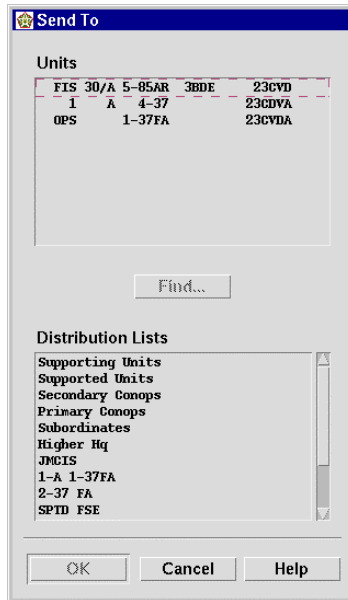 Send To
Units
FIS 30/A 5-85AR 3BDE 23CVD
1 A 4-37 23CDVA
OPS 1-37FA 23CVDA
Find...
Distribution Lists
Supporting Units
Supported Units
Secondary Conops
Primary Conops
Subordinates
Higher Hq
JMCIS
1-A 1-37FA
2-37 FA
SPTD FSE
OK Cancel Help